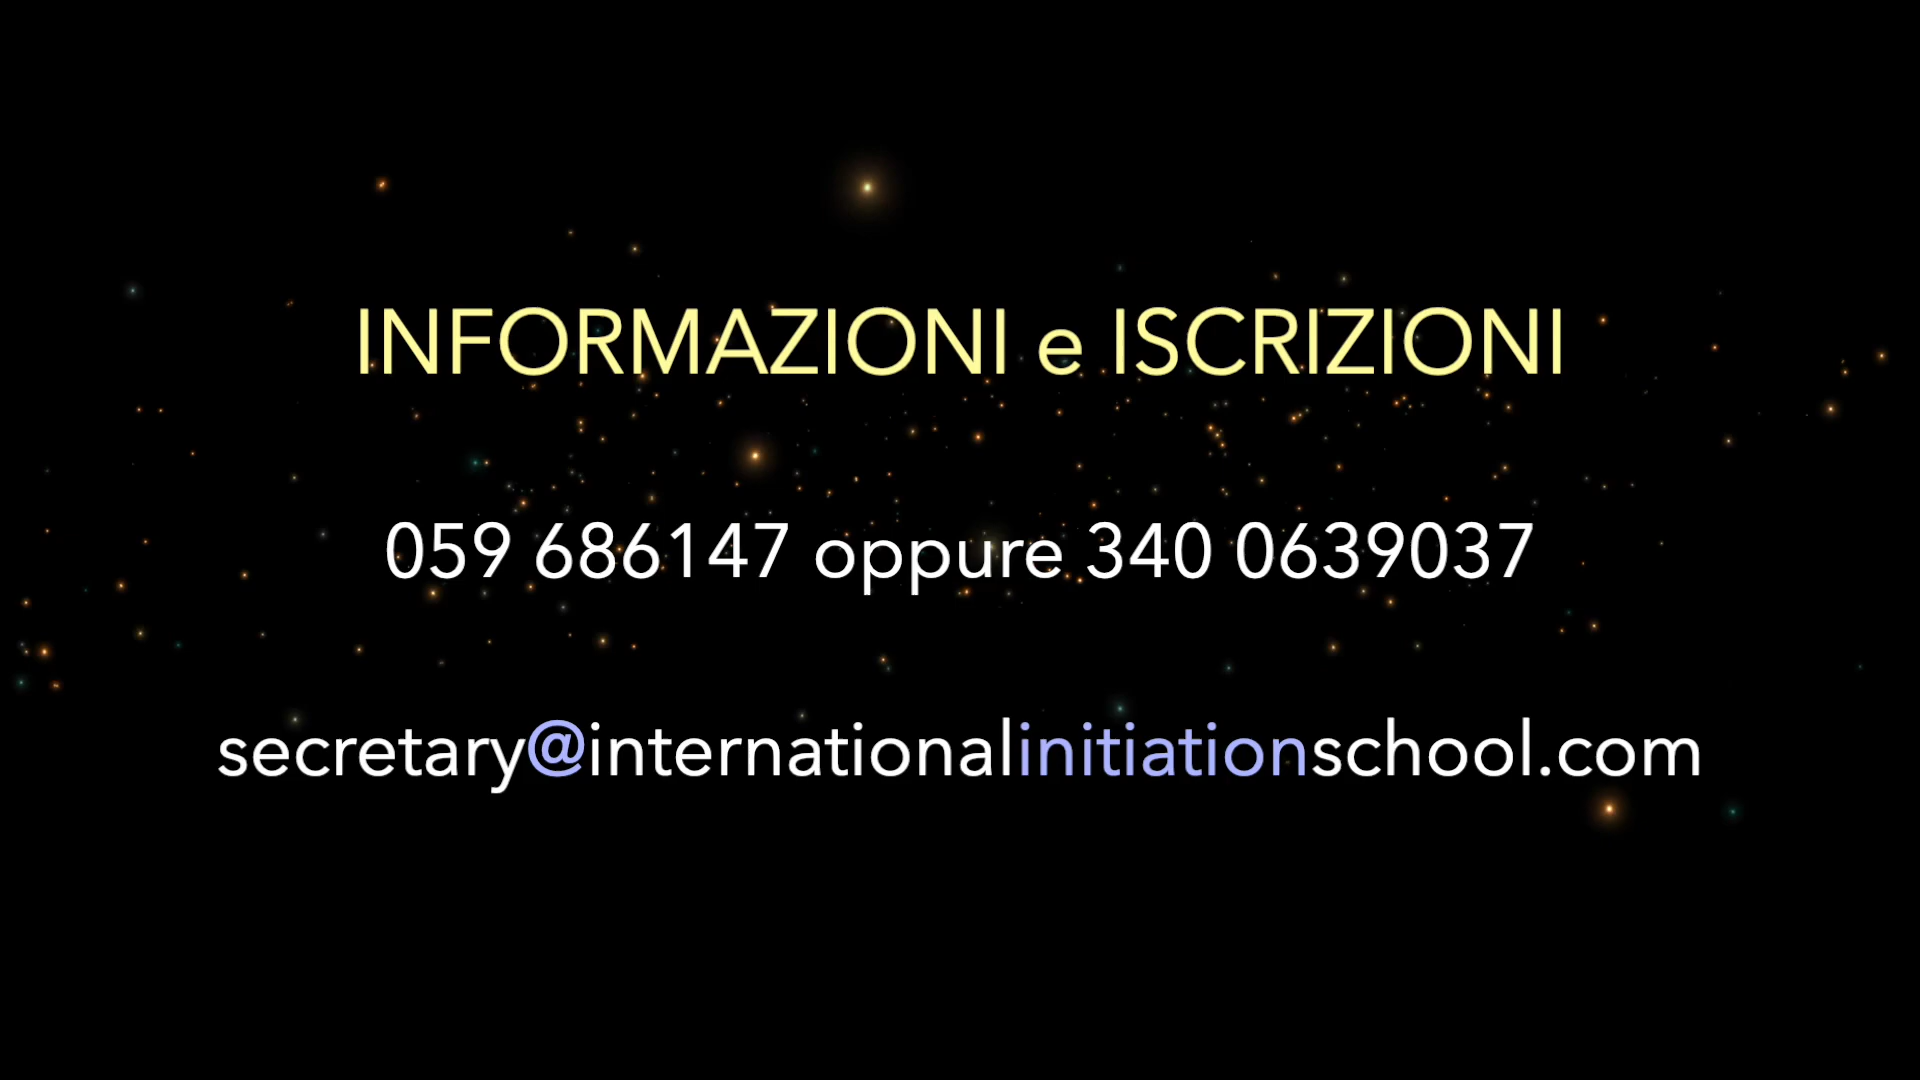 INFORMAZIONI e ISCRIZIONI
059 686147 oppure 340 0639037
secretary@internationalinitiationschool.com